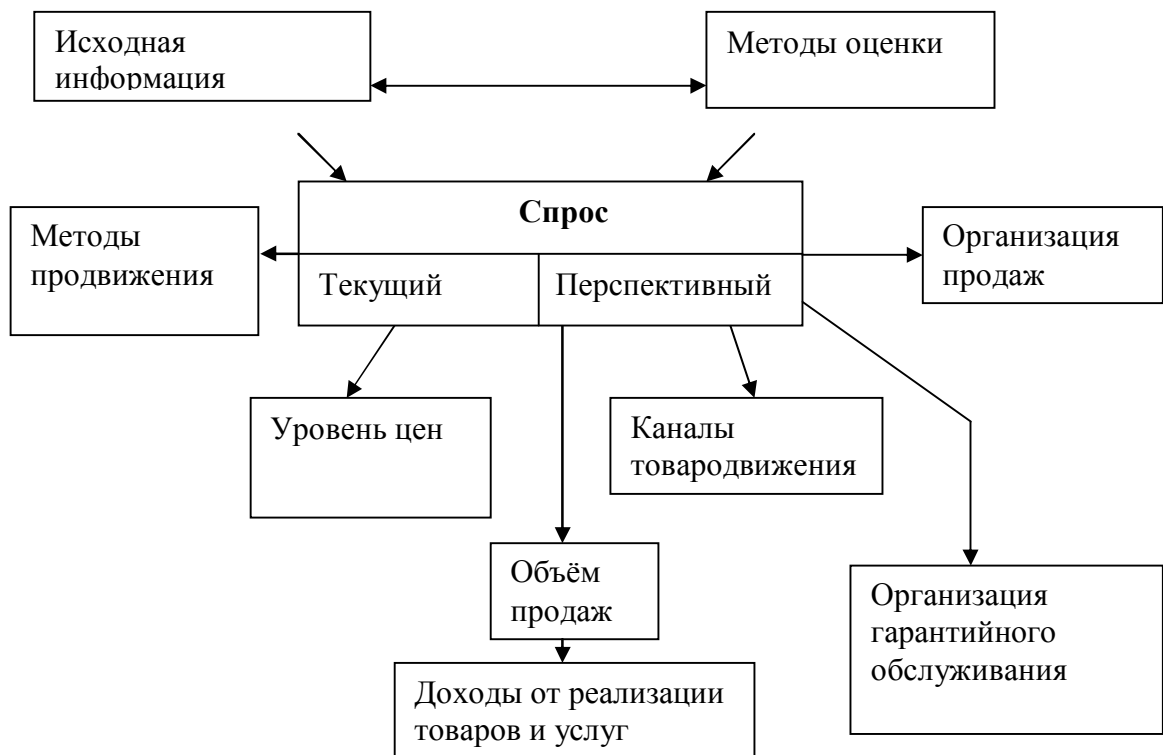 Исходная
информация
Методы оценки
Спрос
Методы
продвижения
Текущий
Перспективный
Организация
продаж
Уровень цен
Каналы
товародвижения
Объём
продаж
Организация
гарантийного
обслуживания
Доходы от реализации
товаров и услуг